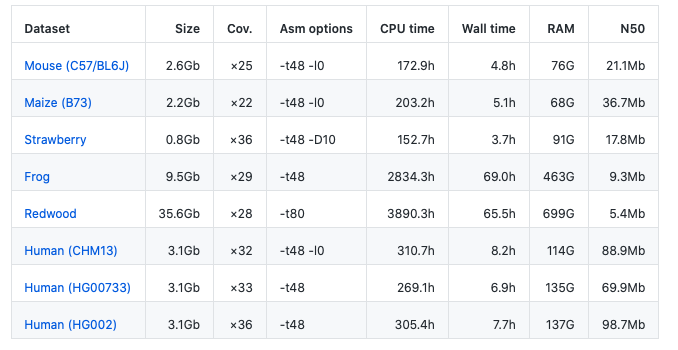 Dataset Size Cov. Asm options CPU time Wall time RAM N50
Mouse (C57/BL6J) 2.6Gb ×25 -t48 -l0 172.9h 4.8h 76G 21.1Mb
Maize (B73) 2.2Gb ×22 -t48 -l0 203.2h 5.1h 68G 36.7Mb
Strawberry 0.8Gb ×36 -t48 -D10 152.7h 3.7h 91G 17.8Mb
Frog 9.5Gb ×29 -t48 2834.3h 69.0h 463G 9.3Mb
Redwood 35.6Gb ×28 -t80 3890.3h 65.5h 699G 5.4Mb
Human (CHM13) 3.1Gb ×32 -t48 -l0 310.7h 8.2h 114G 88.9Mb
Human (HG00733) 3.1Gb ×33 -t48 269.1h 6.9h 135G 69.9Mb
Human (HG002) 3.1Gb ×36 -t48 305.4h 7.7h 137G 98.7Mb